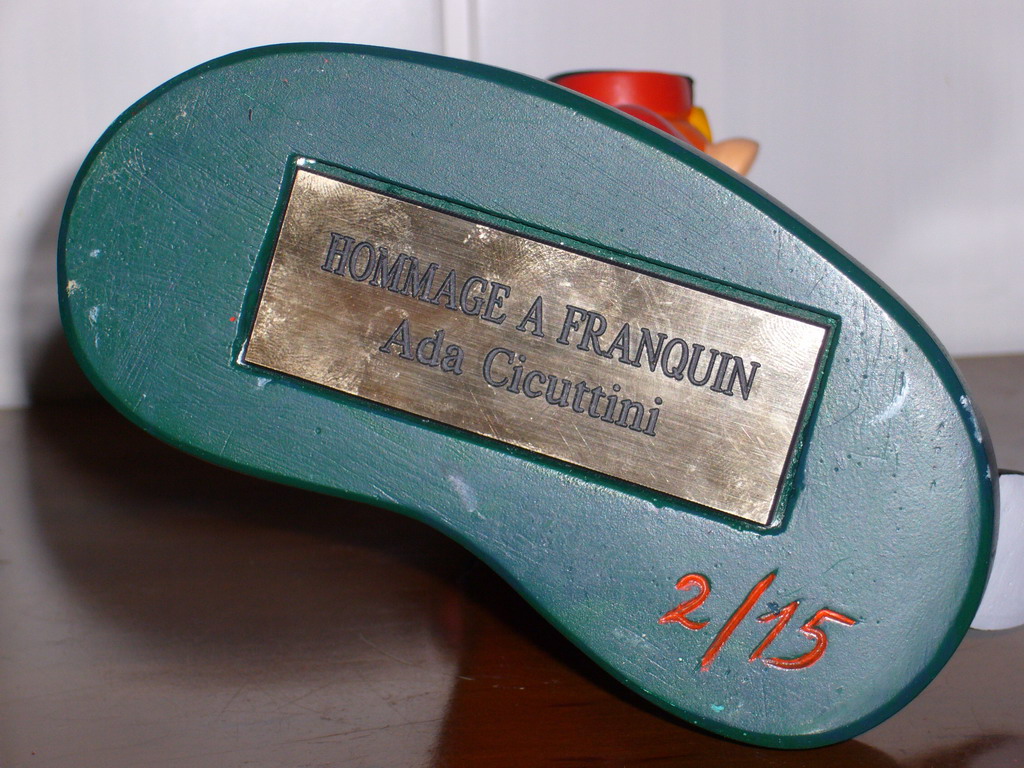 HOMMAGE A FRANQUIN
Ada Cicuttini
2/15